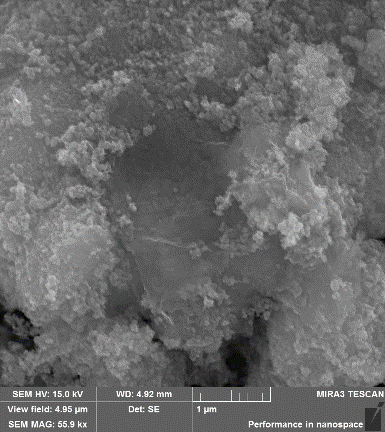 SEM HV: 15.0 kV WD: 4.92 mm MIRA3 TESCAN
View field: 4.95 µm Det: SE 1 µm
SEM MAG: 55.9 kx Performance in nanospace